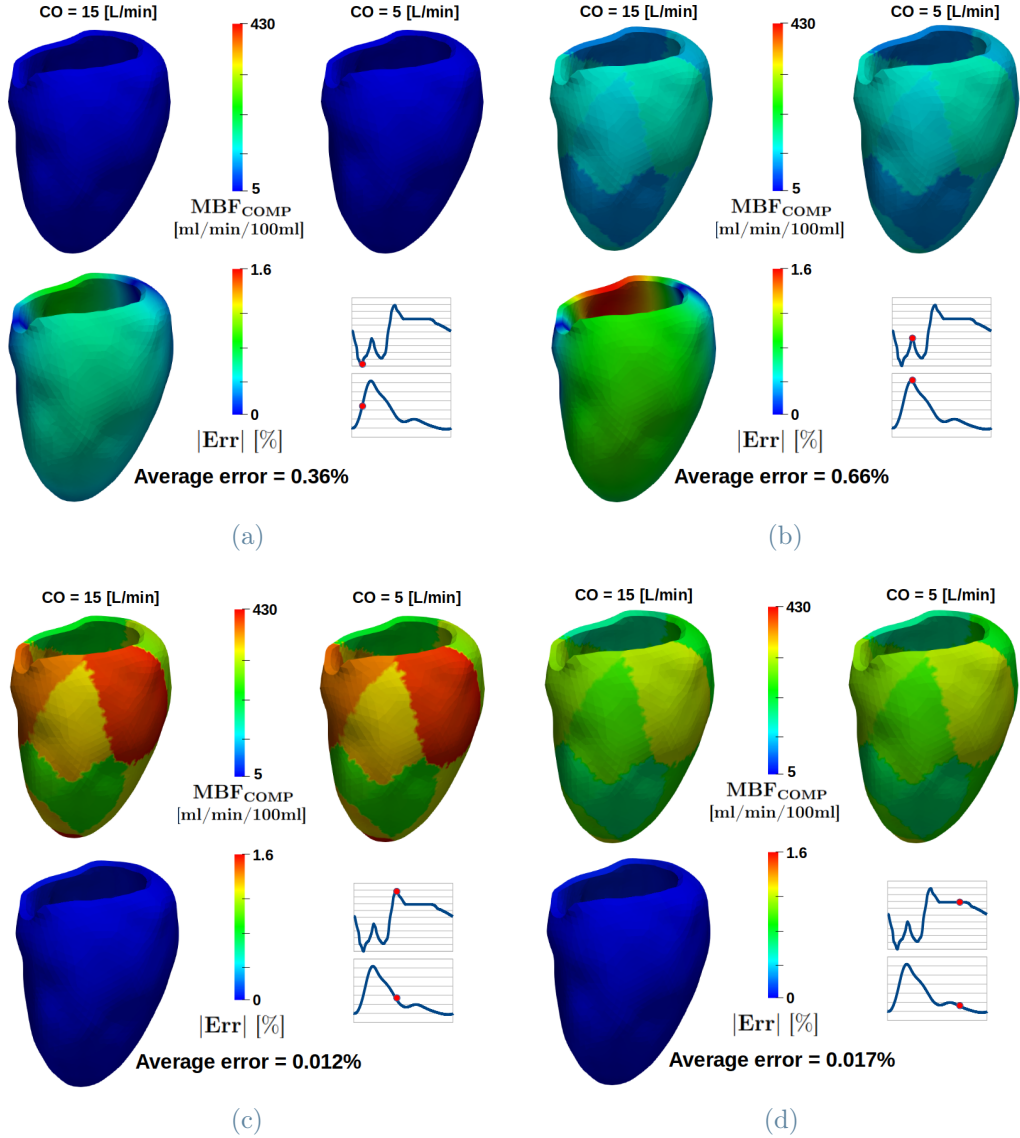 CO = 15 [L/min]
430
CO = 5 [L/min]
5
MBF_COMP
[ml/min/100ml]
1.6
0
|Err| [%]
Average error = 0.36%
(a)
CO = 15 [L/min]
430
CO = 5 [L/min]
5
MBF_COMP
[ml/min/100ml]
1.6
0
|Err| [%]
Average error = 0.66%
(b)
CO = 15 [L/min]
430
CO = 5 [L/min]
5
MBF_COMP
[ml/min/100ml]
1.6
0
|Err| [%]
Average error = 0.012%
(c)
CO = 15 [L/min]
430
CO = 5 [L/min]
5
MBF_COMP
[ml/min/100ml]
1.6
0
|Err| [%]
Average error = 0.017%
(d)